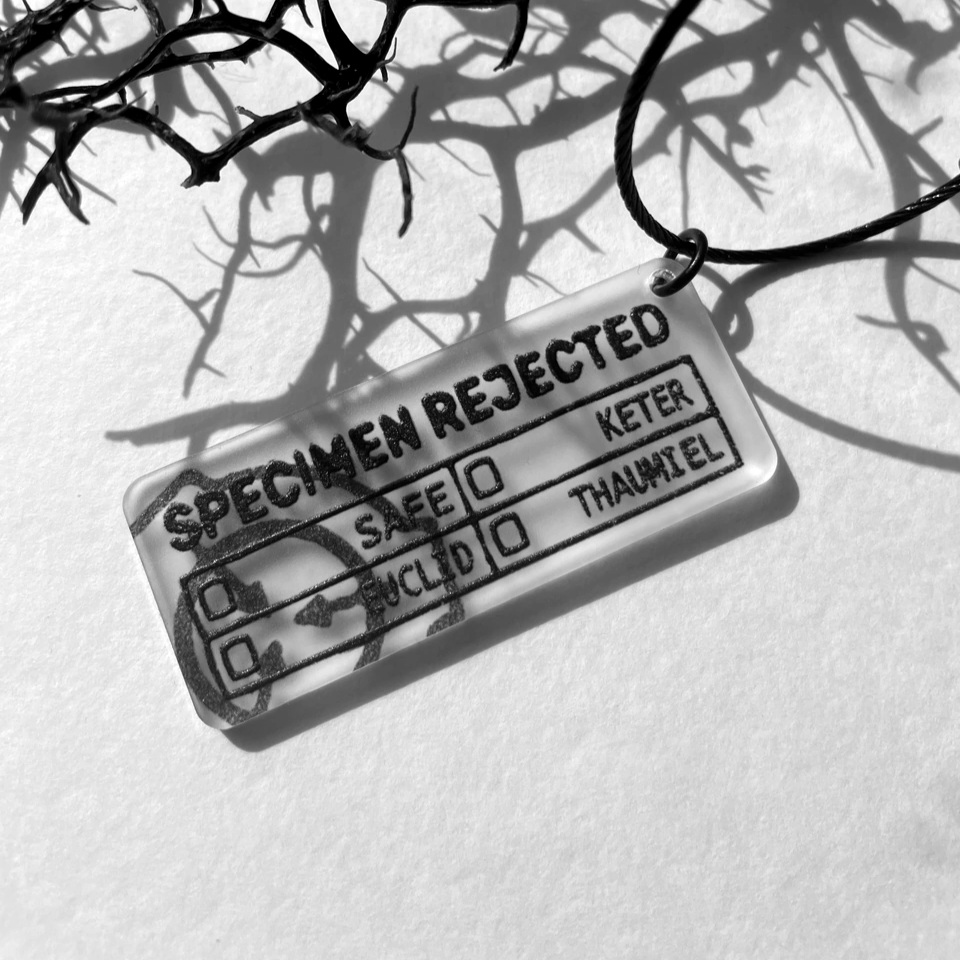 SPECIMEN REJECTED
SAFE KETER
EUCLID THAUMIEL